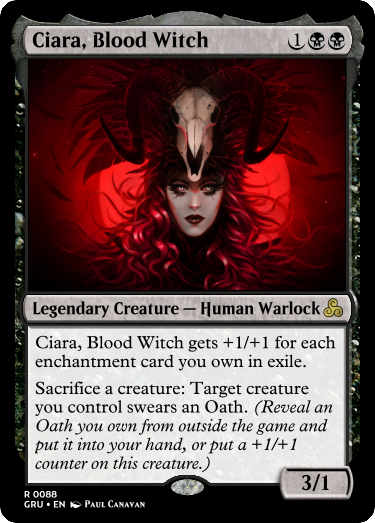 Ciara, Blood Witch 1
Legendary Creature — Human Warlock
Ciara, Blood Witch gets +1/+1 for each
enchantment card you own in exile.
Sacrifice a creature: Target creature
you control swears an Oath. (Reveal an
Oath you own from outside the game and
put it into your hand, or put a +1/+1
counter on this creature.)
3/1
R 0088
GRU • EN Paul Canavan